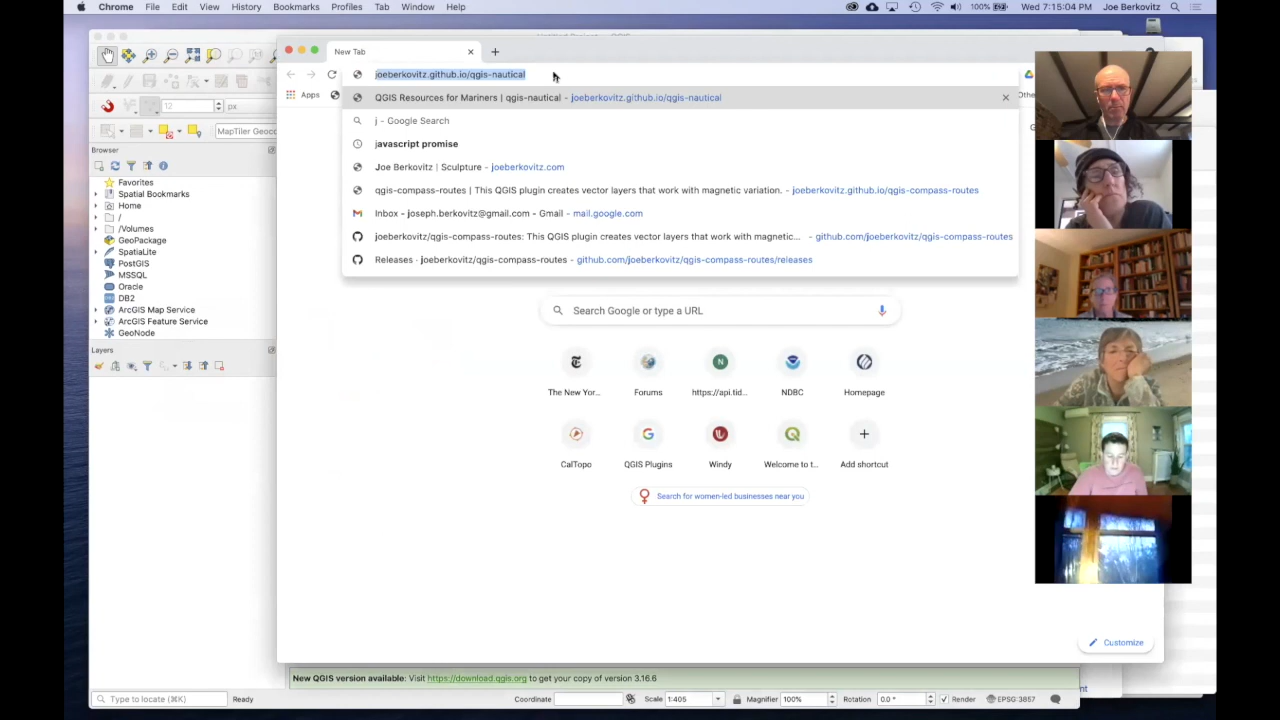 Chrome File Edit View History Bookmarks Profiles Tab Window Help 100% Wed 7:15:04 PM Joe Berkovitz
New Tab
joeberkovitz.github.io/qgis-nautical
Apps
QGIS Resources for Mariners | qgis-nautical - joeberkovitz.github.io/qgis-nautical
j - Google Search
javascript promise
Joe Berkovitz | Sculpture - joeberkovitz.com
qgis-compass-routes | This QGIS plugin creates vector layers that work with magnetic variation. - joeberkovitz.github.io/qgis-compass-routes
Inbox - joseph.berkovitz@gmail.com - Gmail - mail.google.com
joeberkovitz/qgis-compass-routes: This QGIS plugin creates vector layers that work with magnetic... - github.com/joeberkovitz/qgis-compass-routes
Releases · joeberkovitz/qgis-compass-routes - github.com/joeberkovitz/qgis-compass-routes/releases
12 px
MapTiler Geoc
Browser
Favorites
Spatial Bookmarks
Home
/
/Volumes
GeoPackage
SpatiaLite
PostGIS
MSSQL
Oracle
DB2
ArcGIS Map Service
ArcGIS Feature Service
GeoNode
Layers
Search Google or type a URL
The New Yor... Forums https://api.tid... NDBC Homepage
CalTopo QGIS Plugins Windy Welcome to t... Add shortcut
Search for women-led businesses near you
Customize
New QGIS version available: Visit https://download.qgis.org to get your copy of version 3.16.6
Type to locate (⌘K) Ready Coordinate Scale 1:405 Magnifier 100% Rotation 0.0 ° Render EPSG:3857